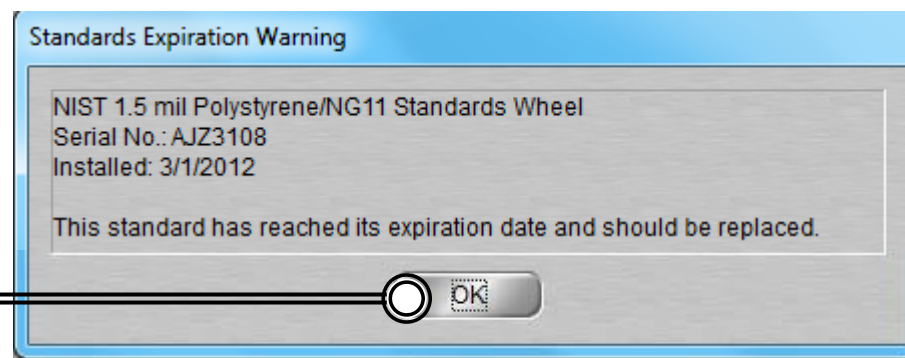 Standards Expiration Warning
NIST 1.5 mil Polystyrene/NG11 Standards Wheel
Serial No.: AJZ3108
Installed: 3/1/2012
This standard has reached its expiration date and should be replaced.
OK